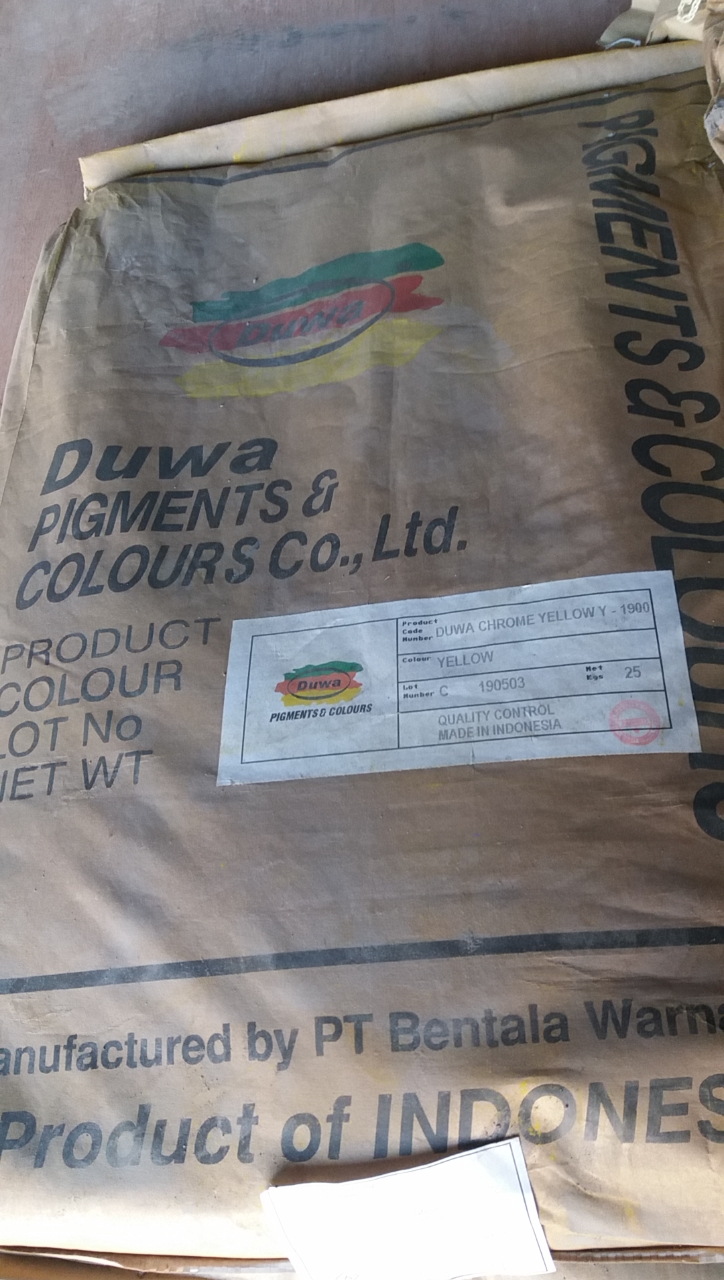 Duwa
PIGMENTS & COLOURS
Duwa
PIGMENTS &
COLOURS Co., Ltd.
PRODUCT
COLOUR
LOT No
NET WT
Duwa
PIGMENTS & COLOURS
Product Code Number DUWA CHROME YELLOW Y - 1900
Colour YELLOW
Lot Number C 190503 Net Kgs 25
QUALITY CONTROL
MADE IN INDONESIA
anufactured by PT Bentala Warna
Product of INDONES